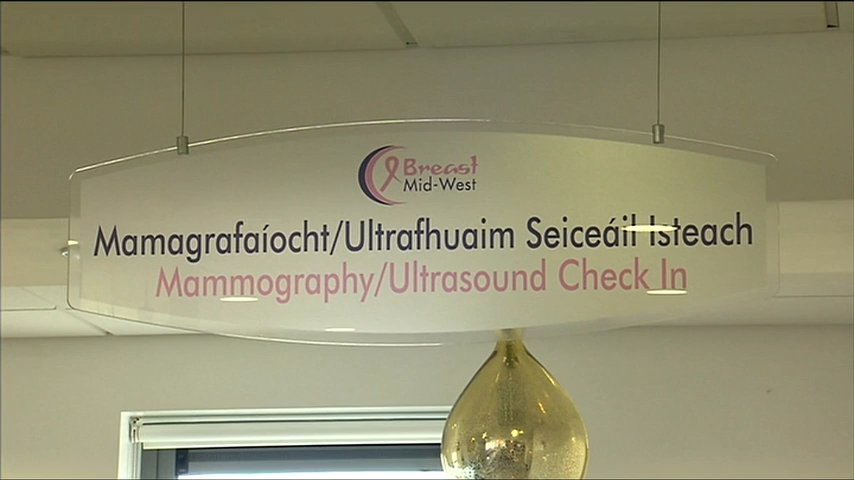 Breast
Mid-West
Mamagrafaíocht/Ultrafhuaim Seiceáil Isteach
Mammography/Ultrasound Check In